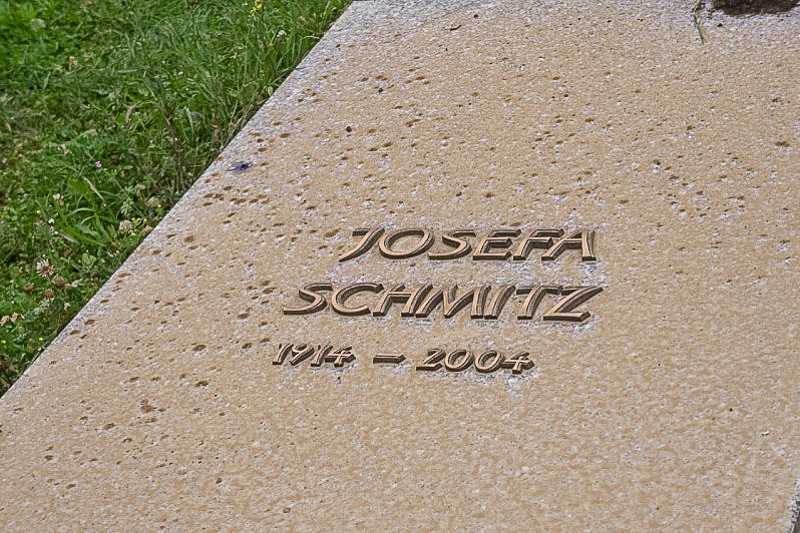 JOSEFA
SCHMITZ
1914 – 2004